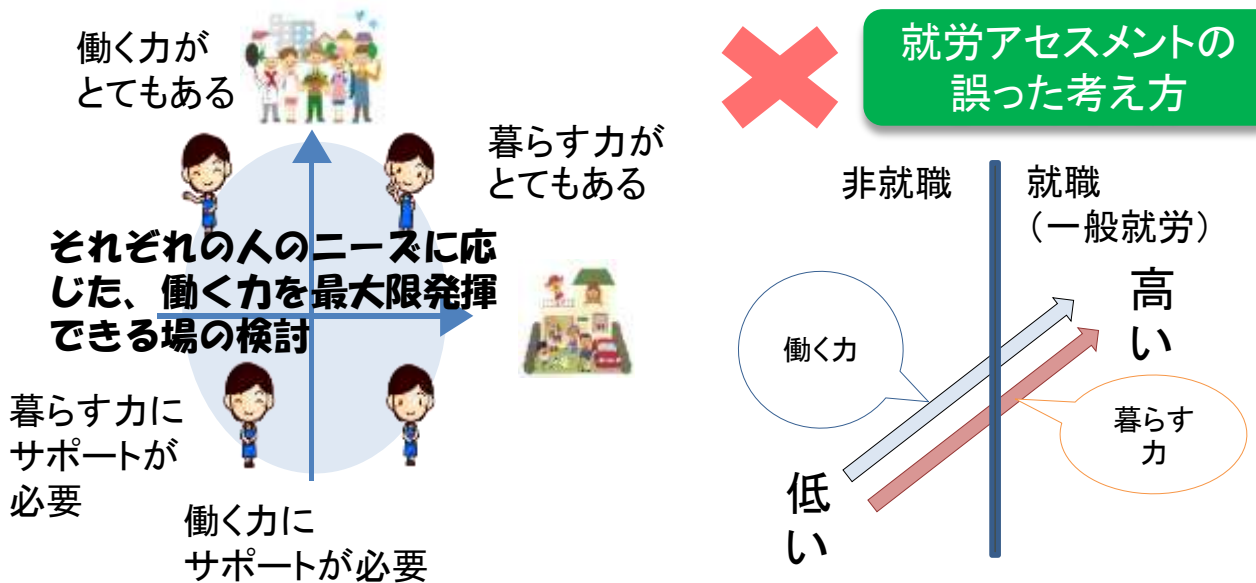 働く力が
とてもある
暮らす力が
とてもある
それぞれの人のニーズに応
じた、働く力を最大限発揮
できる場の検討
暮らす力に
サポートが
必要
働く力に
サポートが必要
就労アセスメントの
誤った考え方
非就職
就職
（一般就労）
高
い
働く力
暮らす
力
低
い